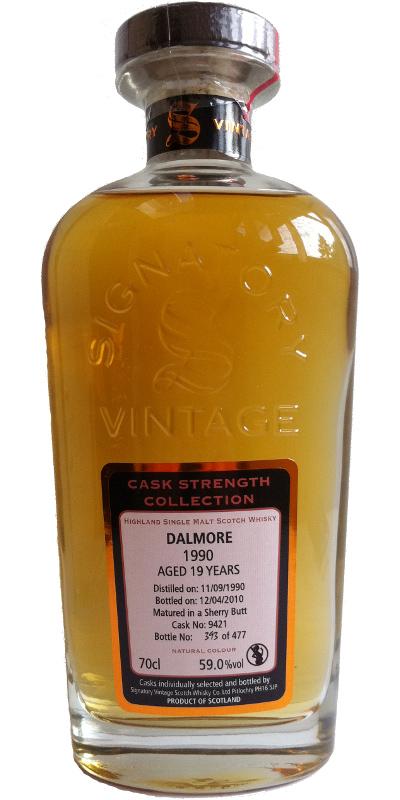 RY
S
VINTA
SIGNATORY
S
VINTAGE
CASK STRENGTH
COLLECTION
HIGHLAND SINGLE MALT SCOTCH WHISKY
DALMORE
1990
AGED 19 YEARS
Distilled on: 11/09/1990
Bottled on: 12/04/2010
Matured in a Sherry Butt
Cask No: 9421
Bottle No: 343 of 477
NATURAL COLOUR
70cl 59.0%vol
Casks individually selected and bottled by
Signatory Vintage Scotch Whisky Co. Ltd Pitlochry PH16 5JP
PRODUCT OF SCOTLAND